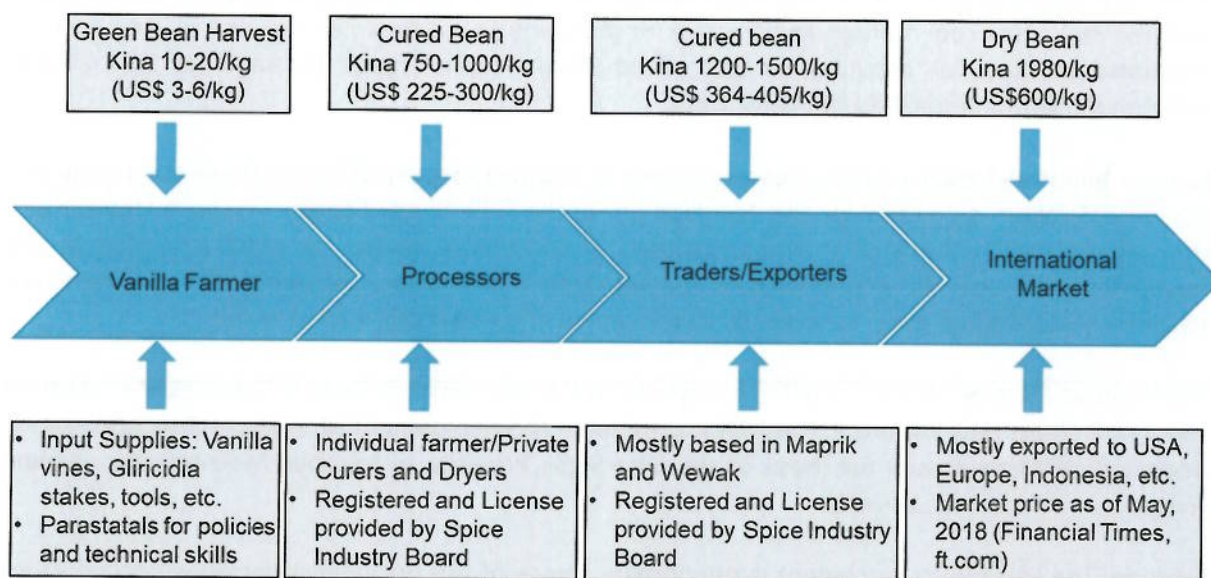 Green Bean Harvest
Kina 10-20/kg
(US$ 3-6/kg)
Cured Bean
Kina 750-1000/kg
(US$ 225-300/kg)
Cured bean
Kina 1200-1500/kg
(US$ 364-405/kg)
Dry Bean
Kina 1980/kg
(US$600/kg)
Vanilla Farmer
Processors
Traders/Exporters
International
Market
• Input Supplies: Vanilla
vines, Gliricidia
stakes, tools, etc.
• Parastatals for policies
and technical skills
• Individual farmer/Private
Curers and Dryers
• Registered and License
provided by Spice
Industry Board
• Mostly based in Maprik
and Wewak
• Registered and License
provided by Spice Industry
Board
• Mostly exported to USA,
Europe, Indonesia, etc.
• Market price as of May,
2018 (Financial Times,
ft.com)